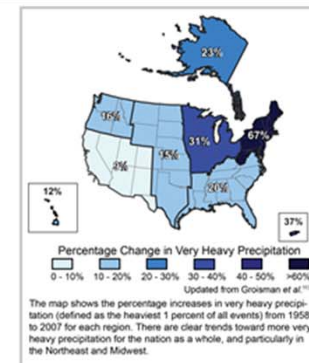 23%
16%
15%
31%
67%
9%
20%
12%
37%
Percentage Change in Very Heavy Precipitation
0 - 10% 10 - 20% 20 - 30% 30 - 40% 40 - 50% >60%
Updated from Groisman et al.
The map shows the percentage increases in very heavy precipi-
tation (defined as the heaviest 1 percent of all events) from 1958
to 2007 for each region. There are clear trends toward more very
heavy precipitation for the nation as a whole, and particularly in
the Northeast and Midwest.